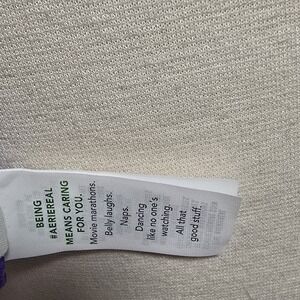 BEING
#AERIEREAL
MEANS CARING
FOR YOU.
Movie marathons.
Belly laughs.
Naps.
Dancing
like no one's
watching.
All that
good stuff.